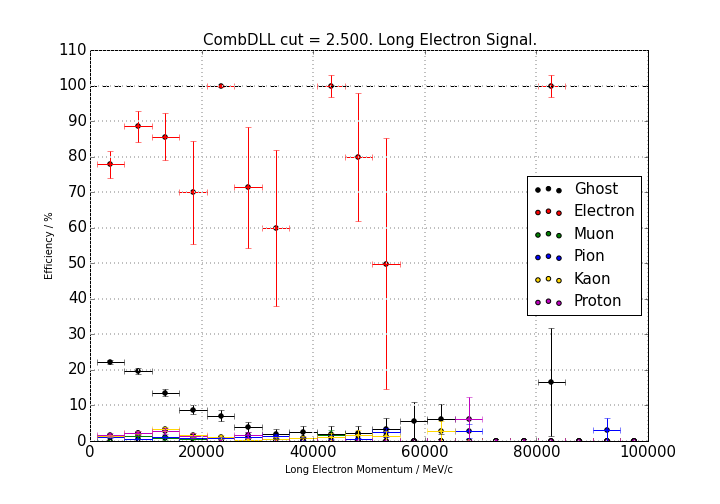 CombDLL cut = 2.500. Long Electron Signal.
110
100
90
80
70
60
50
40
30
20
10
0
Efficiency / %
Ghost
Electron
Muon
Pion
Kaon
Proton
0 20000 40000 60000 80000 100000
Long Electron Momentum / MeV/c